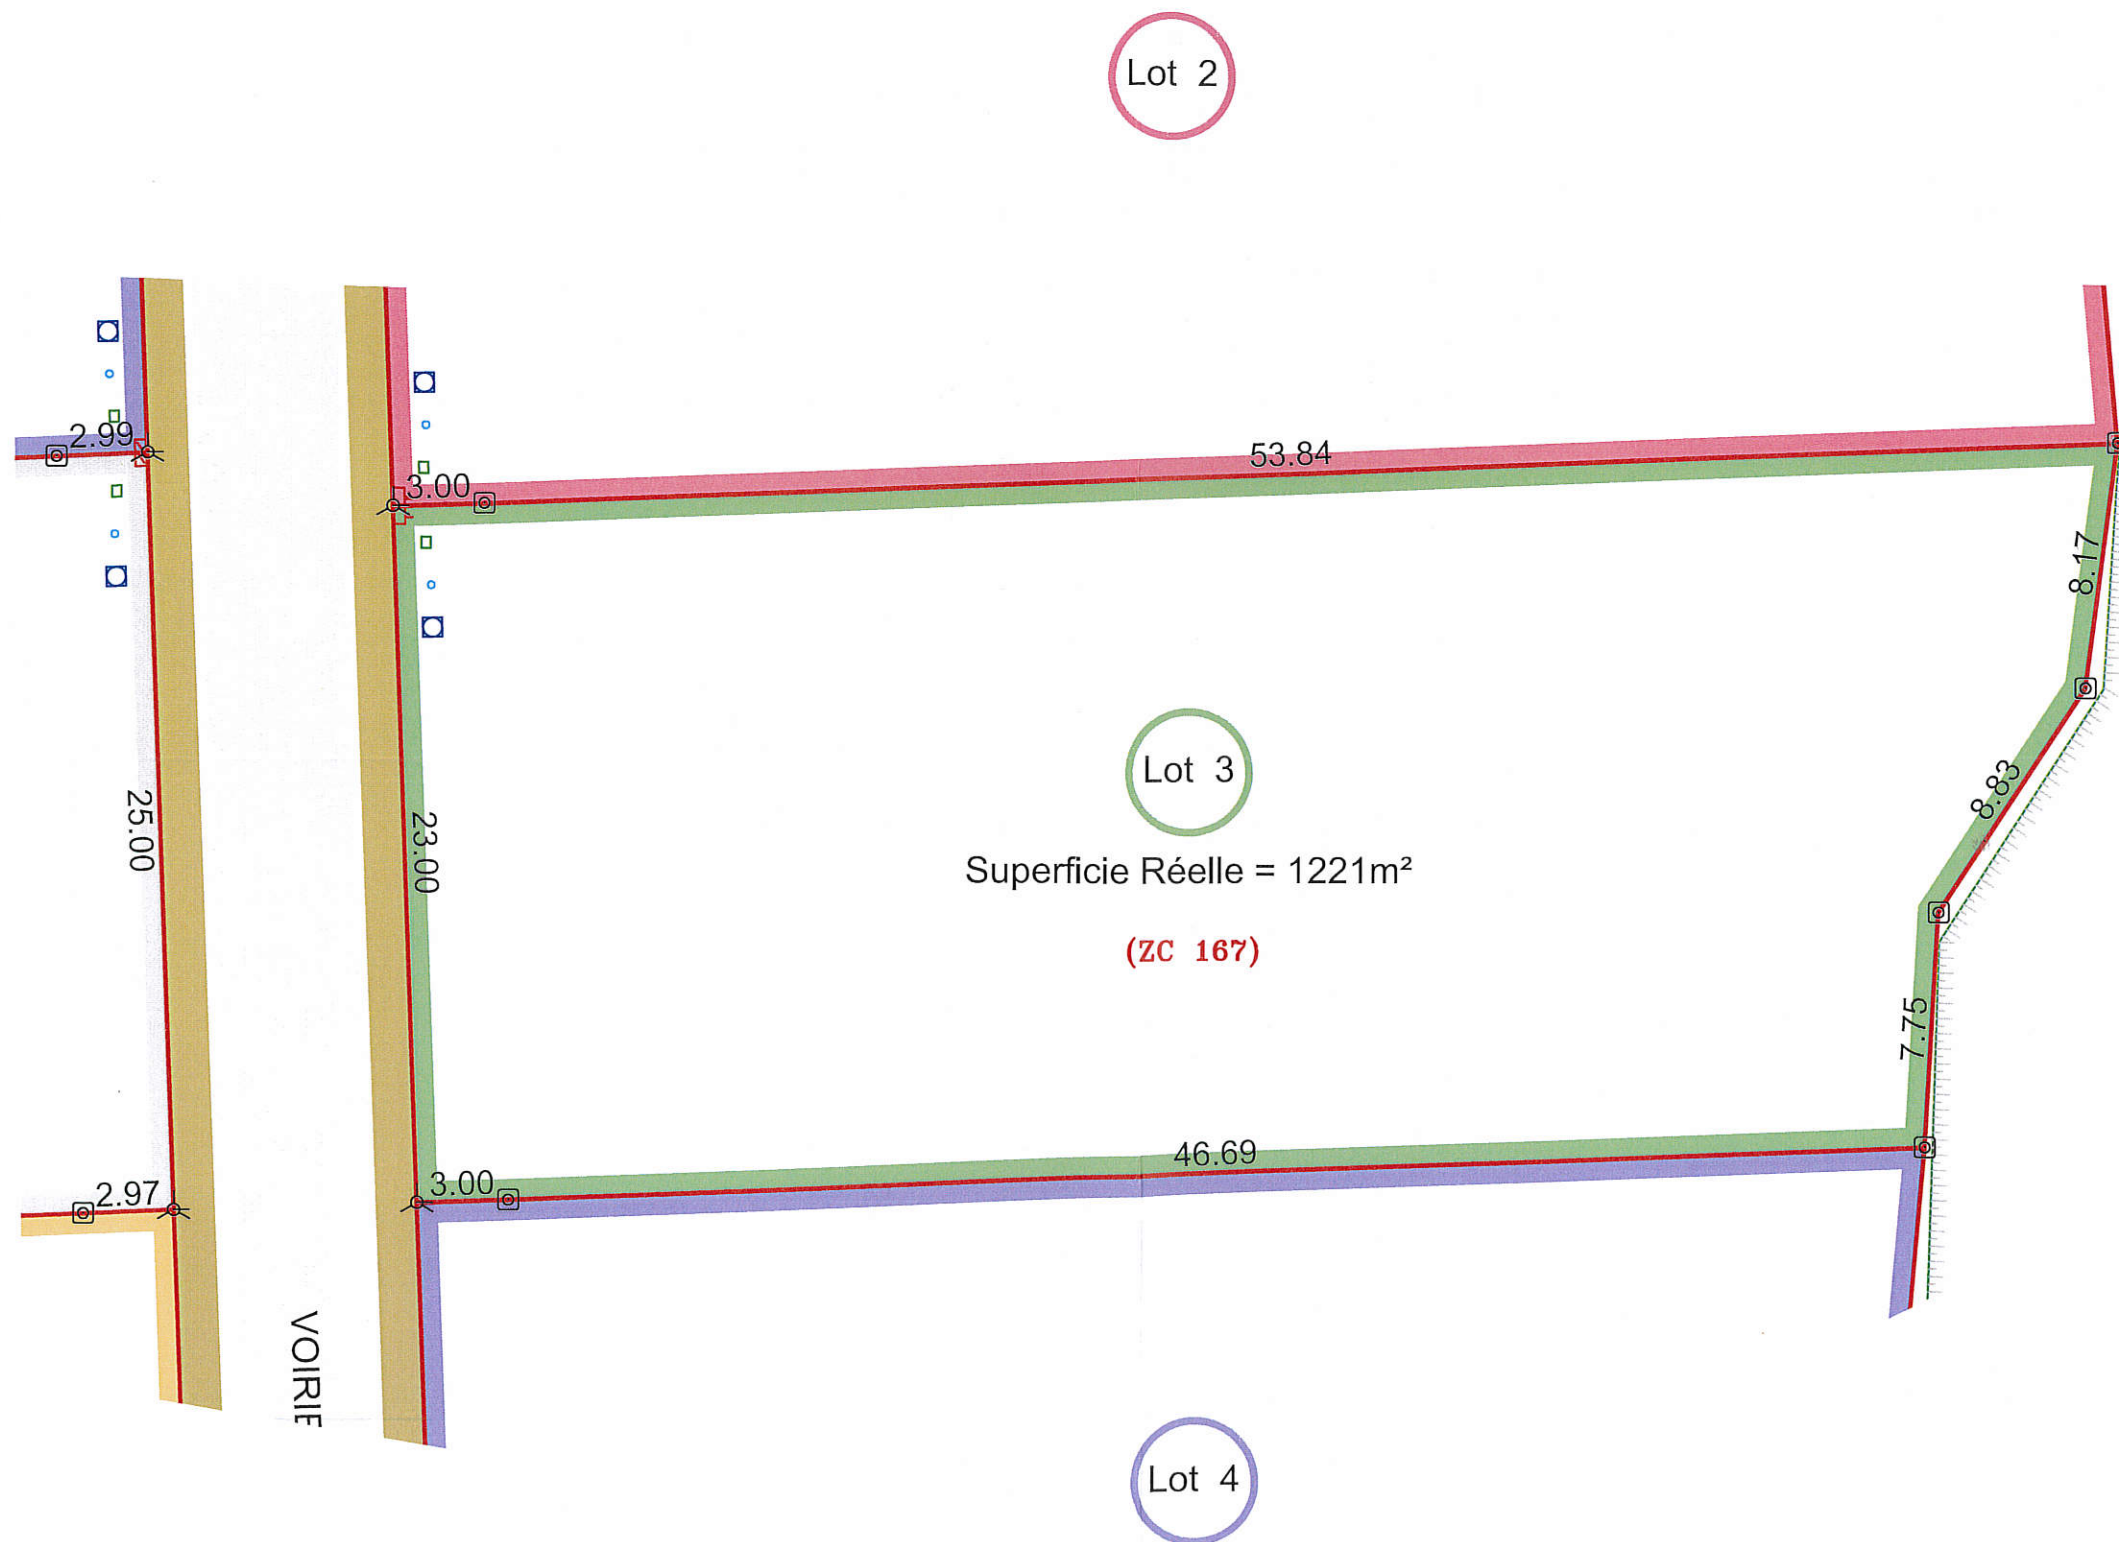 Lot 2
2.99
3.00
53.84
8.17
Lot 3
8.83
25.00
23.00
Superficie Réelle = 1221m²
(ZC 167)
7.75
2.97
3.00
46.69
VOIRIE
Lot 4